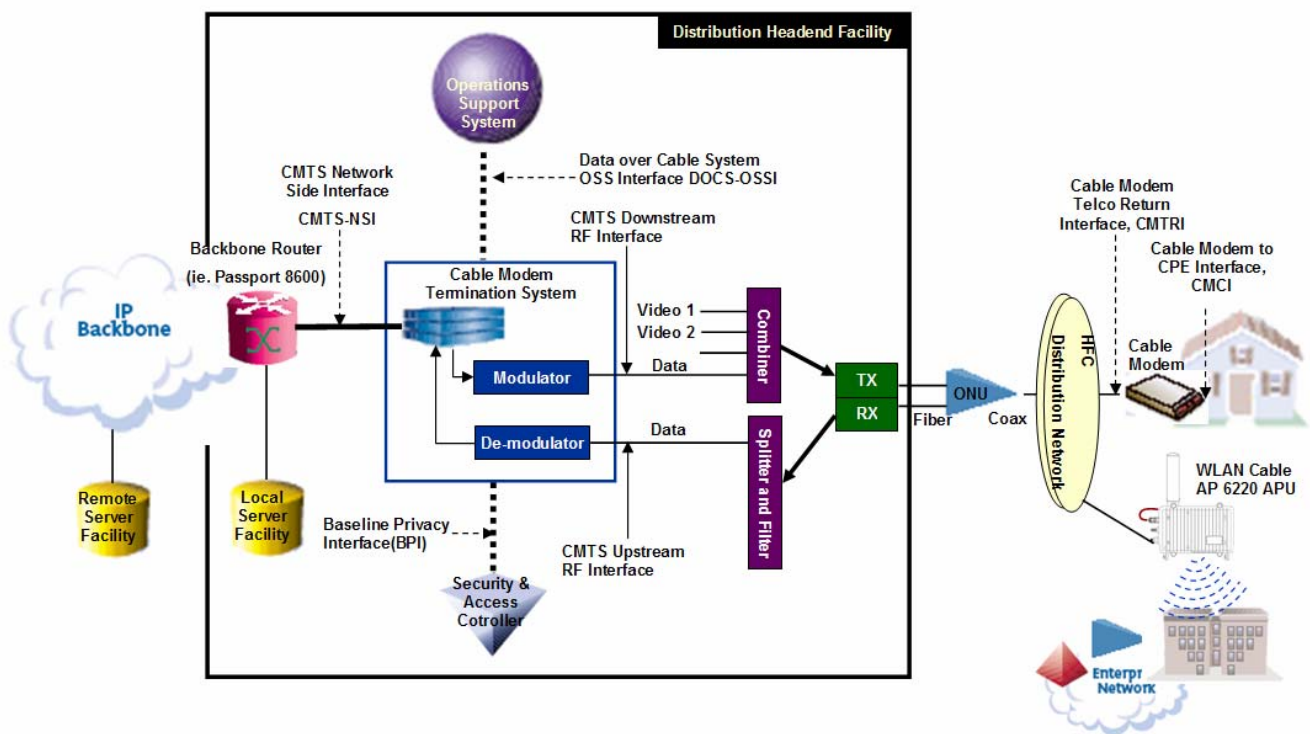 Distribution Headend Facility
Operations
Support
System
Data over Cable System
OSS Interface DOCS-OSSI
CMTS Network
Side Interface
CMTS-NSI
CMTS Downstream
RF Interface
Backbone Router
(ie. Passport 8600)
Cable Modem
Termination System
IP
Backbone
Video 1
Video 2
Combiner
Modulator
Data
TX
RX
ONU
Fiber
Coax
De-modulator
Data
Splitter and Filter
HFC
Distribution Network
Cable Modem
Telco Return
Interface, CMTRI
Cable Modem to
CPE Interface,
CMCI
Cable
Modem
WLAN Cable
AP 6220 APU
Remote
Server
Facility
Local
Server
Facility
Baseline Privacy
Interface(BPI)
CMTS Upstream
RF Interface
Security &
Access
Cotroller
Enterpr
Network